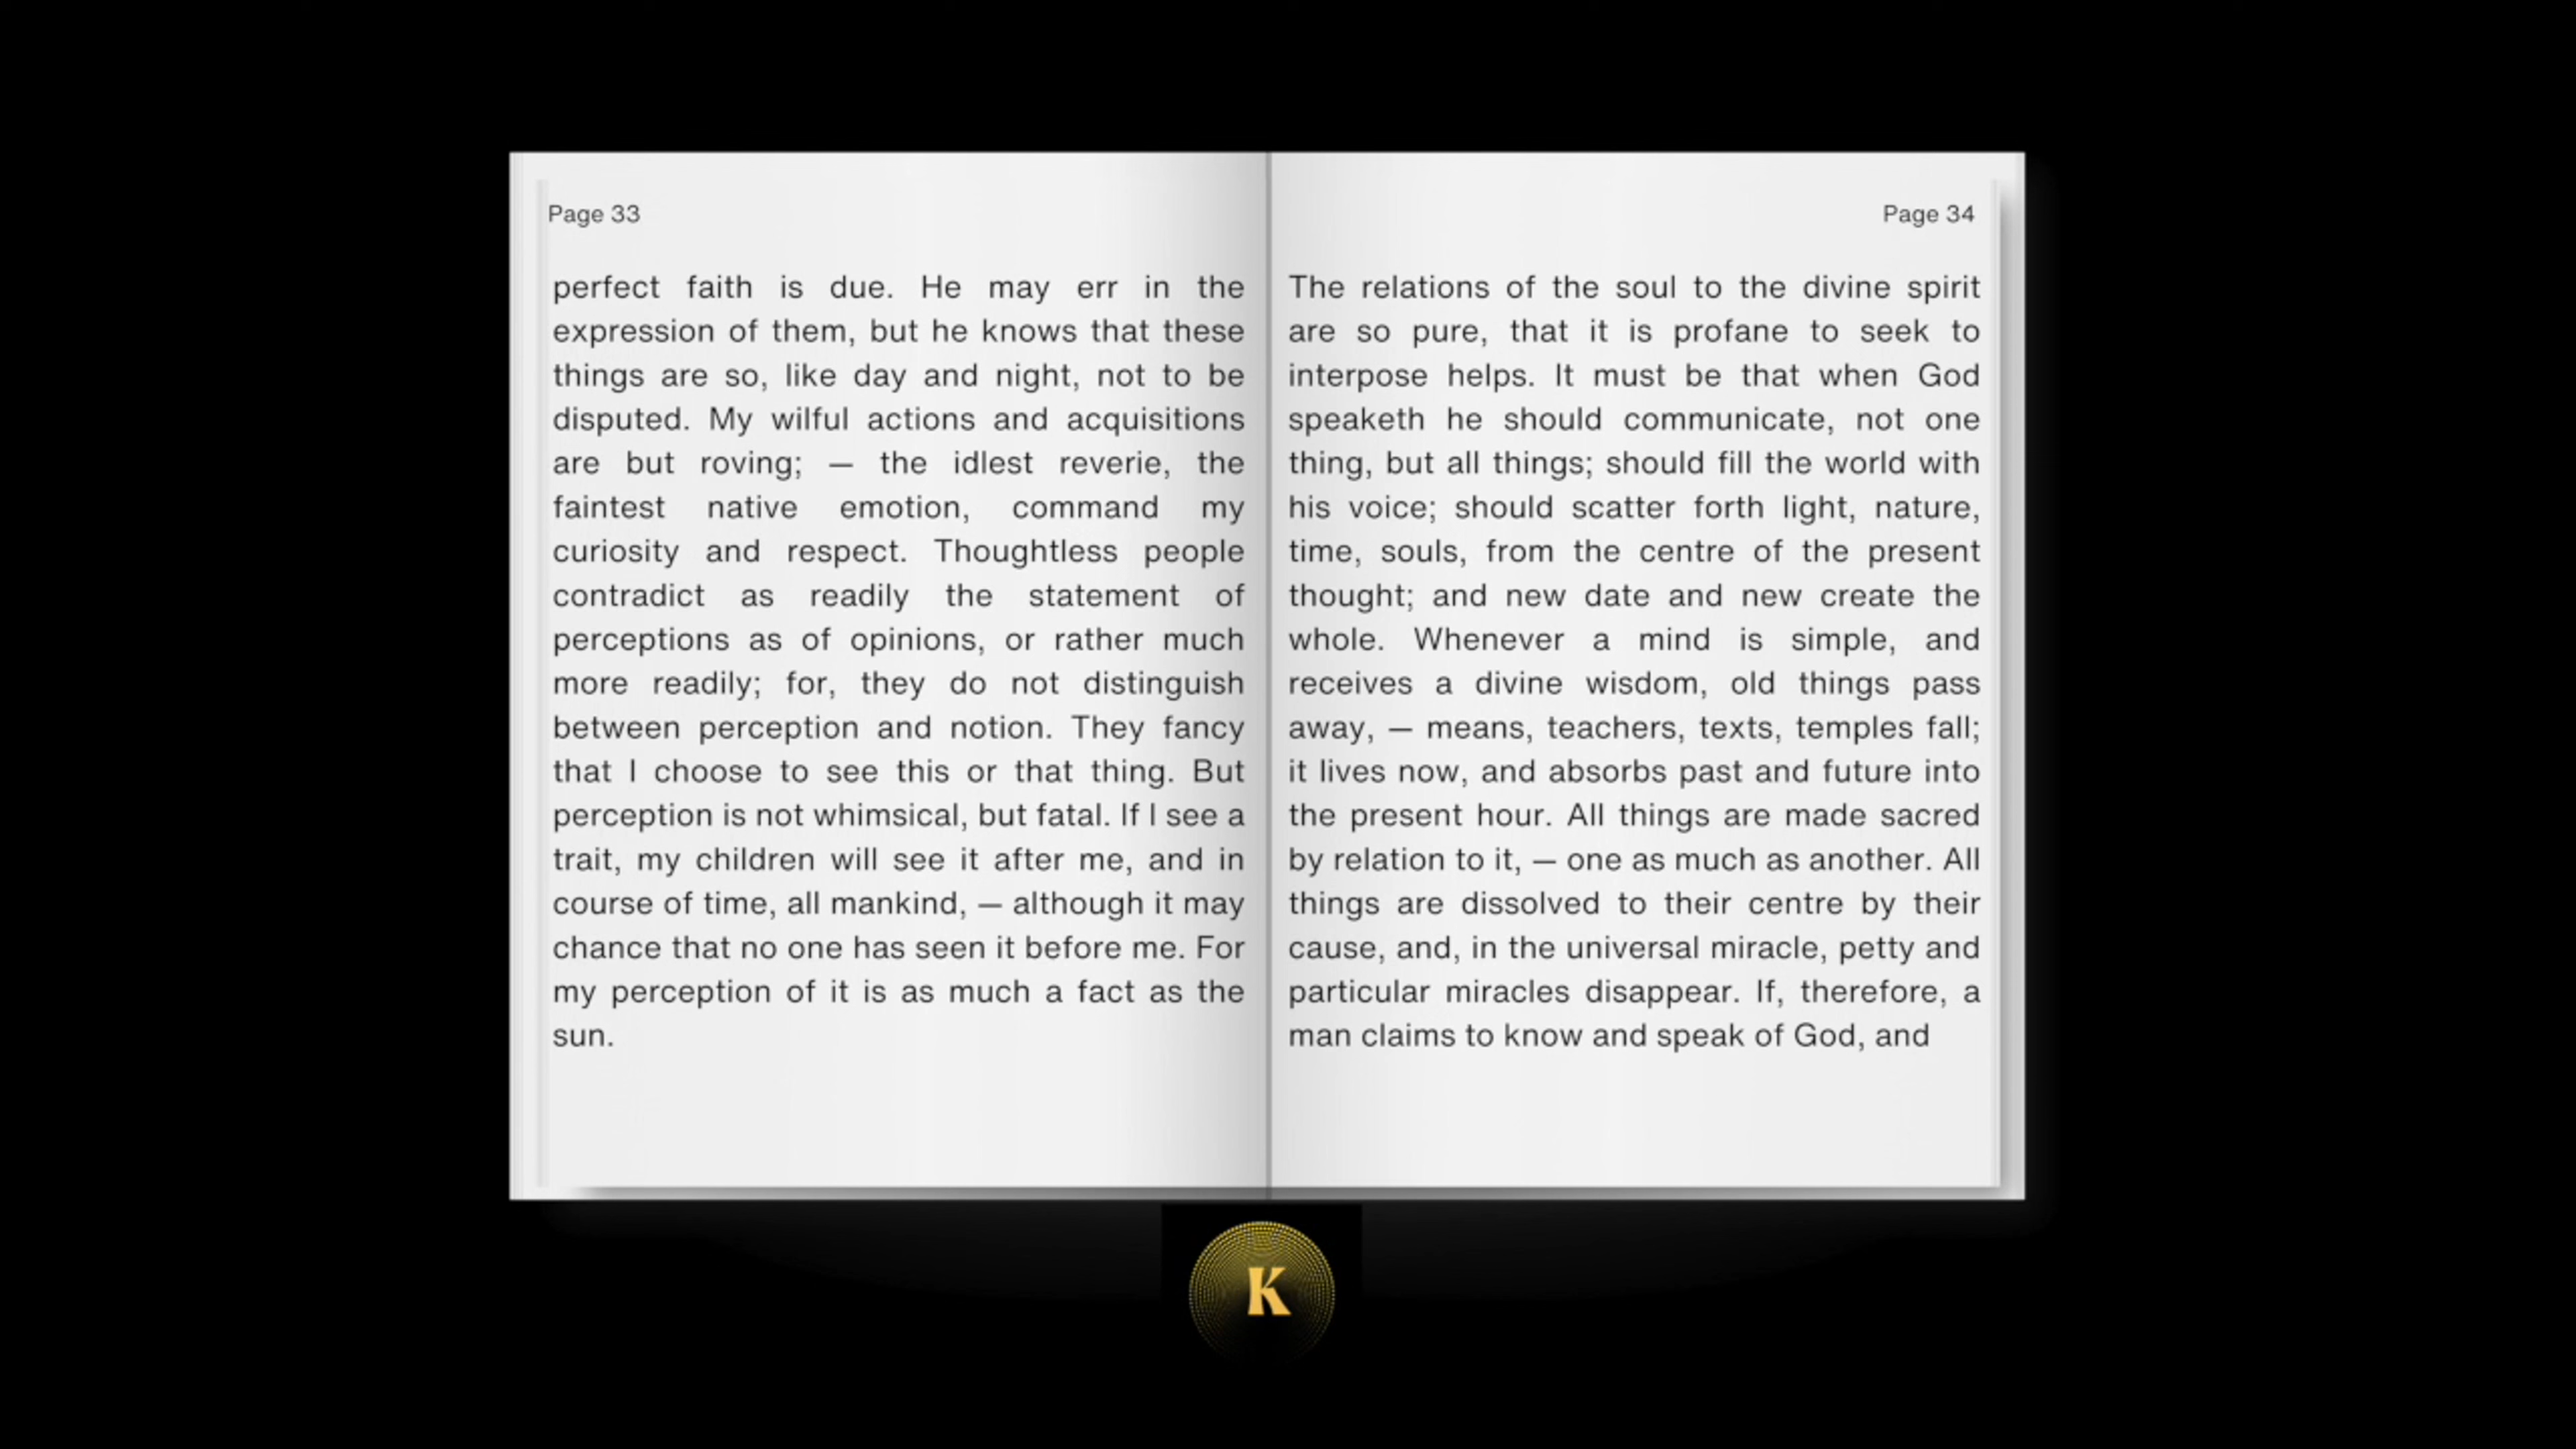 Page 33
perfect faith is due. He may err in the
expression of them, but he knows that these
things are so, like day and night, not to be
disputed. My wilful actions and acquisitions
are but roving; — the idlest reverie, the
faintest native emotion, command my
curiosity and respect. Thoughtless people
contradict as readily the statement of
perceptions as of opinions, or rather much
more readily; for, they do not distinguish
between perception and notion. They fancy
that I choose to see this or that thing. But
perception is not whimsical, but fatal. If I see a
trait, my children will see it after me, and in
course of time, all mankind, — although it may
chance that no one has seen it before me. For
my perception of it is as much a fact as the
sun.
Page 34
The relations of the soul to the divine spirit
are so pure, that it is profane to seek to
interpose helps. It must be that when God
speaketh he should communicate, not one
thing, but all things; should fill the world with
his voice; should scatter forth light, nature,
time, souls, from the centre of the present
thought; and new date and new create the
whole. Whenever a mind is simple, and
receives a divine wisdom, old things pass
away, — means, teachers, texts, temples fall;
it lives now, and absorbs past and future into
the present hour. All things are made sacred
by relation to it, — one as much as another. All
things are dissolved to their centre by their
cause, and, in the universal miracle, petty and
particular miracles disappear. If, therefore, a
man claims to know and speak of God, and
K